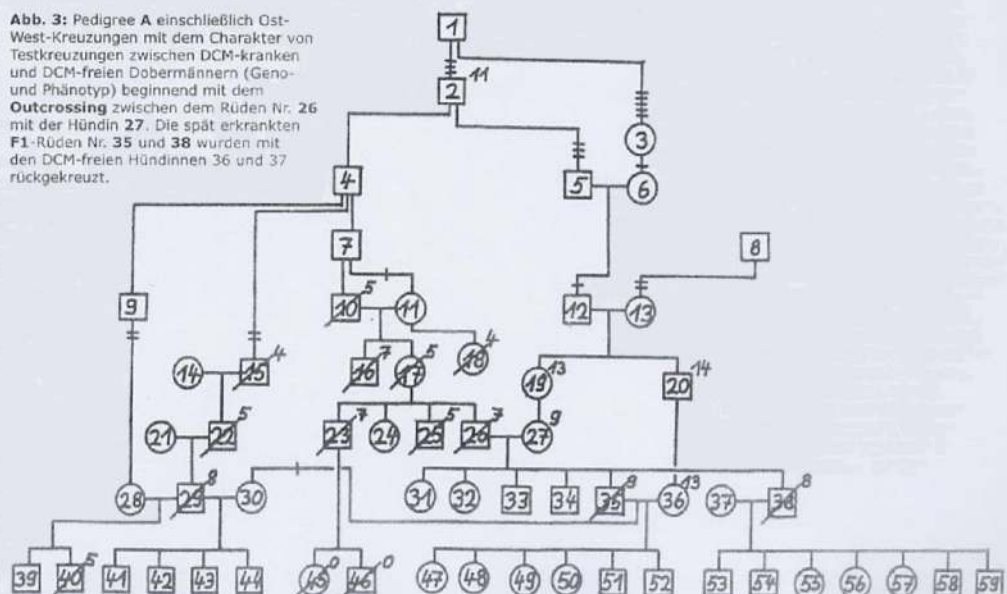 Abb. 3: Pedigree A einschließlich Ost-
West-Kreuzungen mit dem Charakter von
Testkreuzungen zwischen DCM-kranken
und DCM-freien Dobermännern (Geno-
und Phänotyp) beginnend mit dem
Outcrossing zwischen dem Rüden Nr. 26
mit der Hündin 27. Die spät erkrankten
F1-Rüden Nr. 35 und 38 wurden mit
den DCM-freien Hündinnen 36 und 37
rückgekreuzt.
1
2 11
3
4 5 6
7 8
9 10 5 11 12 13
14 15 4 16 7 17 5 18 4 19 13 20 14
21 22 5 23 7 24 25 5 26 7 27 9
28 29 8 30 31 32 33 34 35 9 36 13 37 38 8
39 40 5 41 42 43 44 45 0 46 0 47 48 49 50 51 52 53 54 55 56 57 58 59